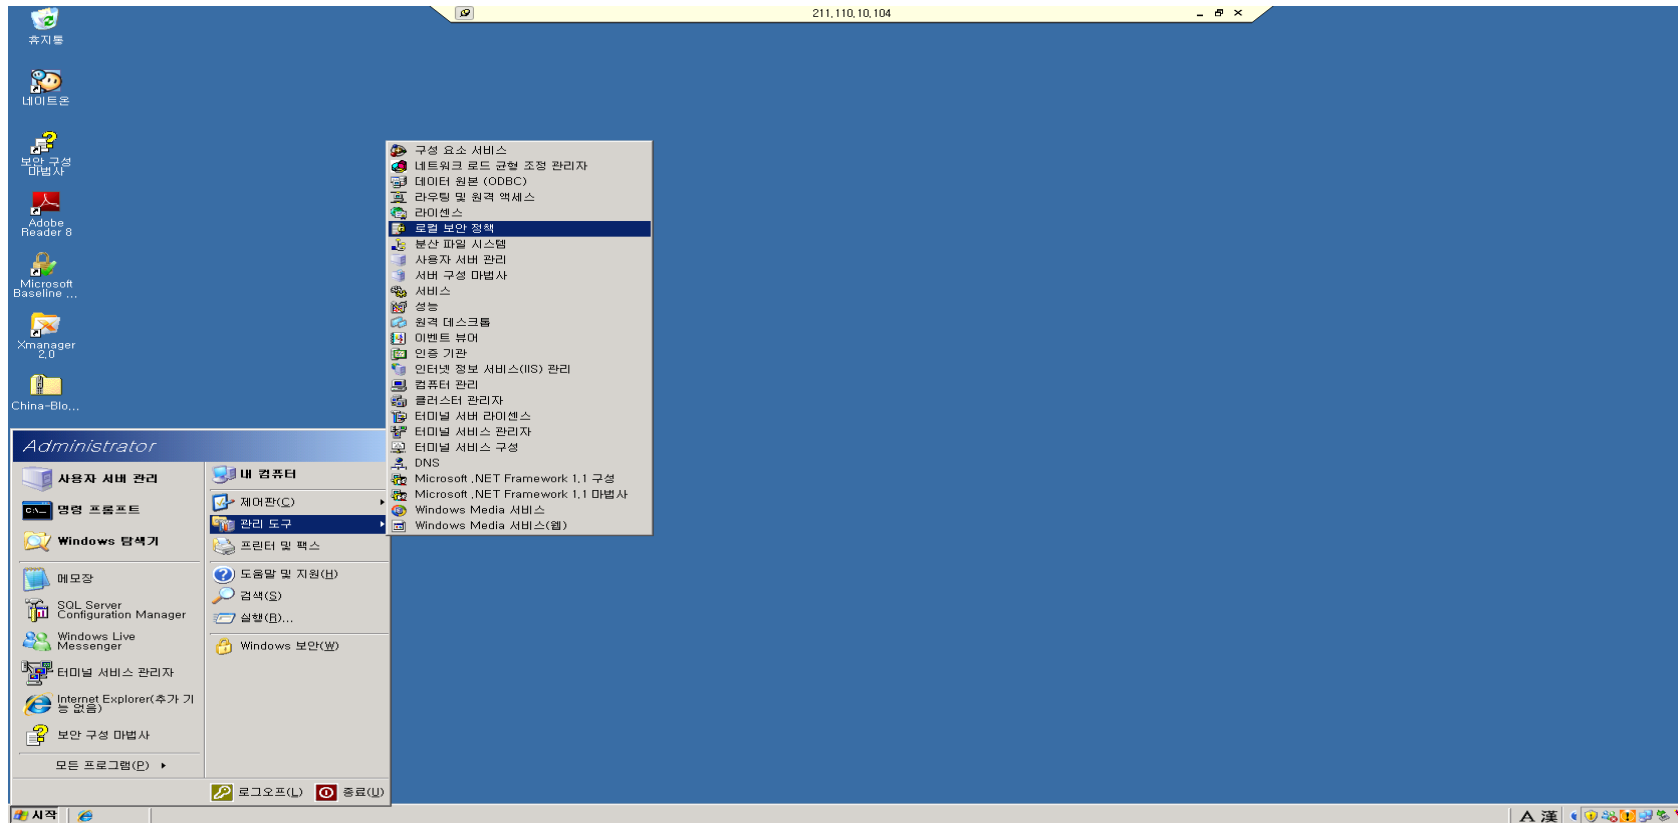 211.110.10.104
휴지통
네이트온
보안 구성
마법사
Adobe
Reader 8
Microsoft
Baseline ...
Xmanager
2.0
China-Blo...
구성 요소 서비스
네트워크 로드 균형 조정 관리자
데이터 원본 (ODBC)
라우팅 및 원격 액세스
라이센스
로컬 보안 정책
분산 파일 시스템
사용자 서버 관리
서버 구성 마법사
서비스
성능
원격 데스크톱
이벤트 뷰어
인증 기관
인터넷 정보 서비스(IIS) 관리
컴퓨터 관리
클러스터 관리자
터미널 서버 라이센스
터미널 서비스 관리자
터미널 서비스 구성
DNS
Microsoft .NET Framework 1.1 구성
Microsoft .NET Framework 1.1 마법사
Windows Media 서비스
Windows Media 서비스(웹)
Administrator
사용자 서버 관리
명령 프롬프트
Windows 탐색기
메모장
SQL Server
Configuration Manager
Windows Live
Messenger
터미널 서비스 관리자
Internet Explorer(추가 기
능 없음)
보안 구성 마법사
모든 프로그램(P)
내 컴퓨터
제어판(C)
관리 도구
프린터 및 팩스
도움말 및 지원(H)
검색(S)
실행(R)...
Windows 보안(W)
로그오프(L)
종료(U)
시작
A 漢